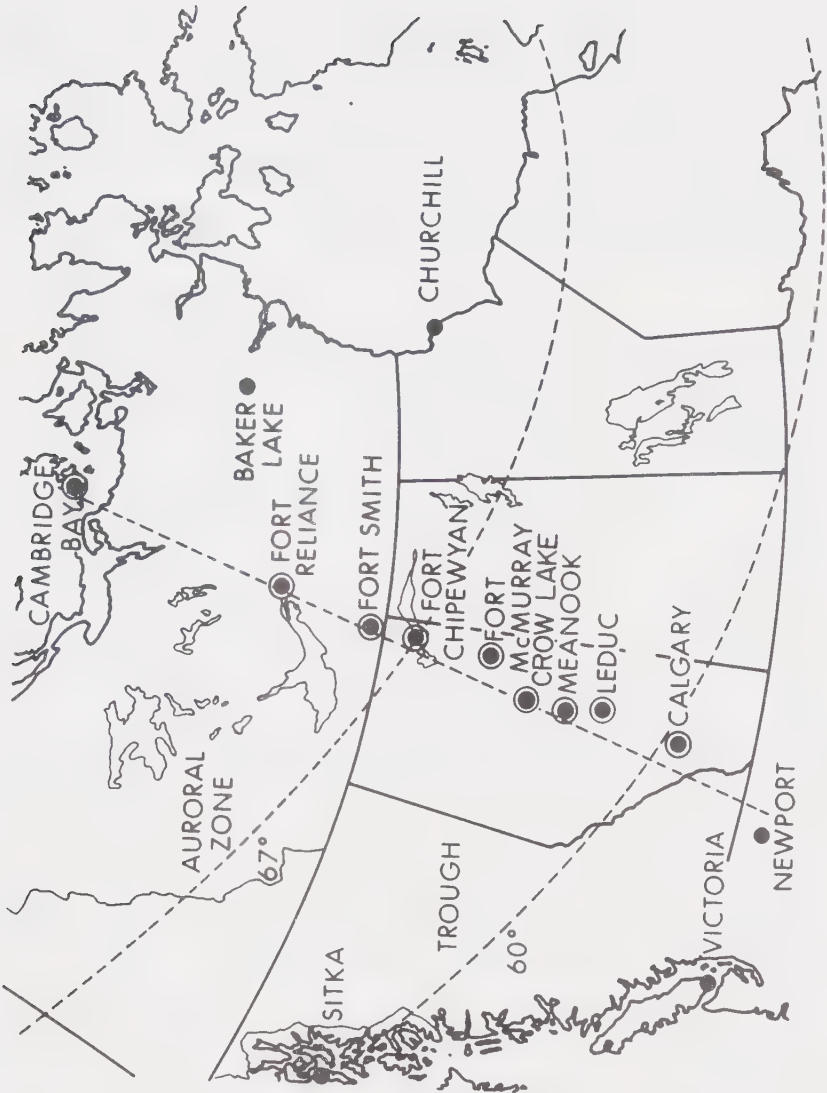 CAMBRIDGE
BAY
BAKER
LAKE
FORT
RELIANCE
CHURCHILL
AURORAL
ZONE
67°
FORT SMITH
FORT
CHIPEWYAN
FORT
McMURRAY
CROW LAKE
MEANOOK
LEDUC
CALGARY
SITKA
TROUGH
60°
VICTORIA
NEWPORT